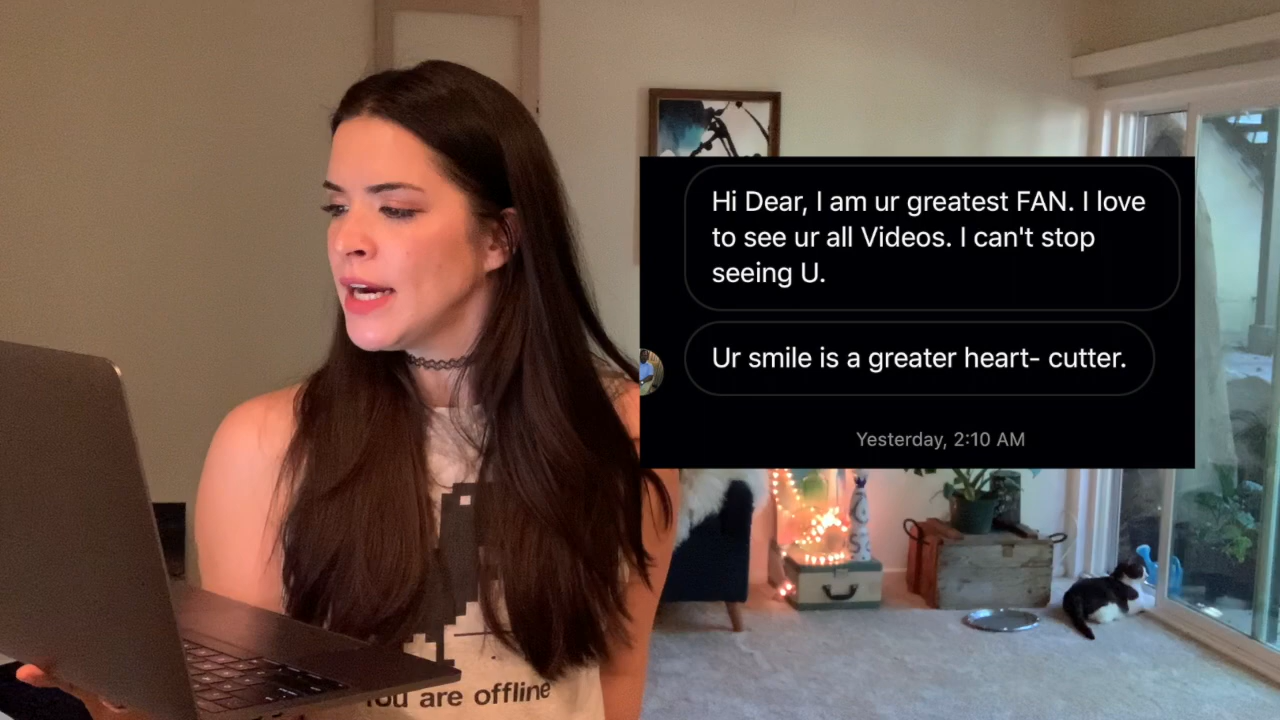 Hi Dear, I am ur greatest FAN. I love
to see ur all Videos. I can't stop
seeing U.
Ur smile is a greater heart- cutter.
Yesterday, 2:10 AM
You are offline